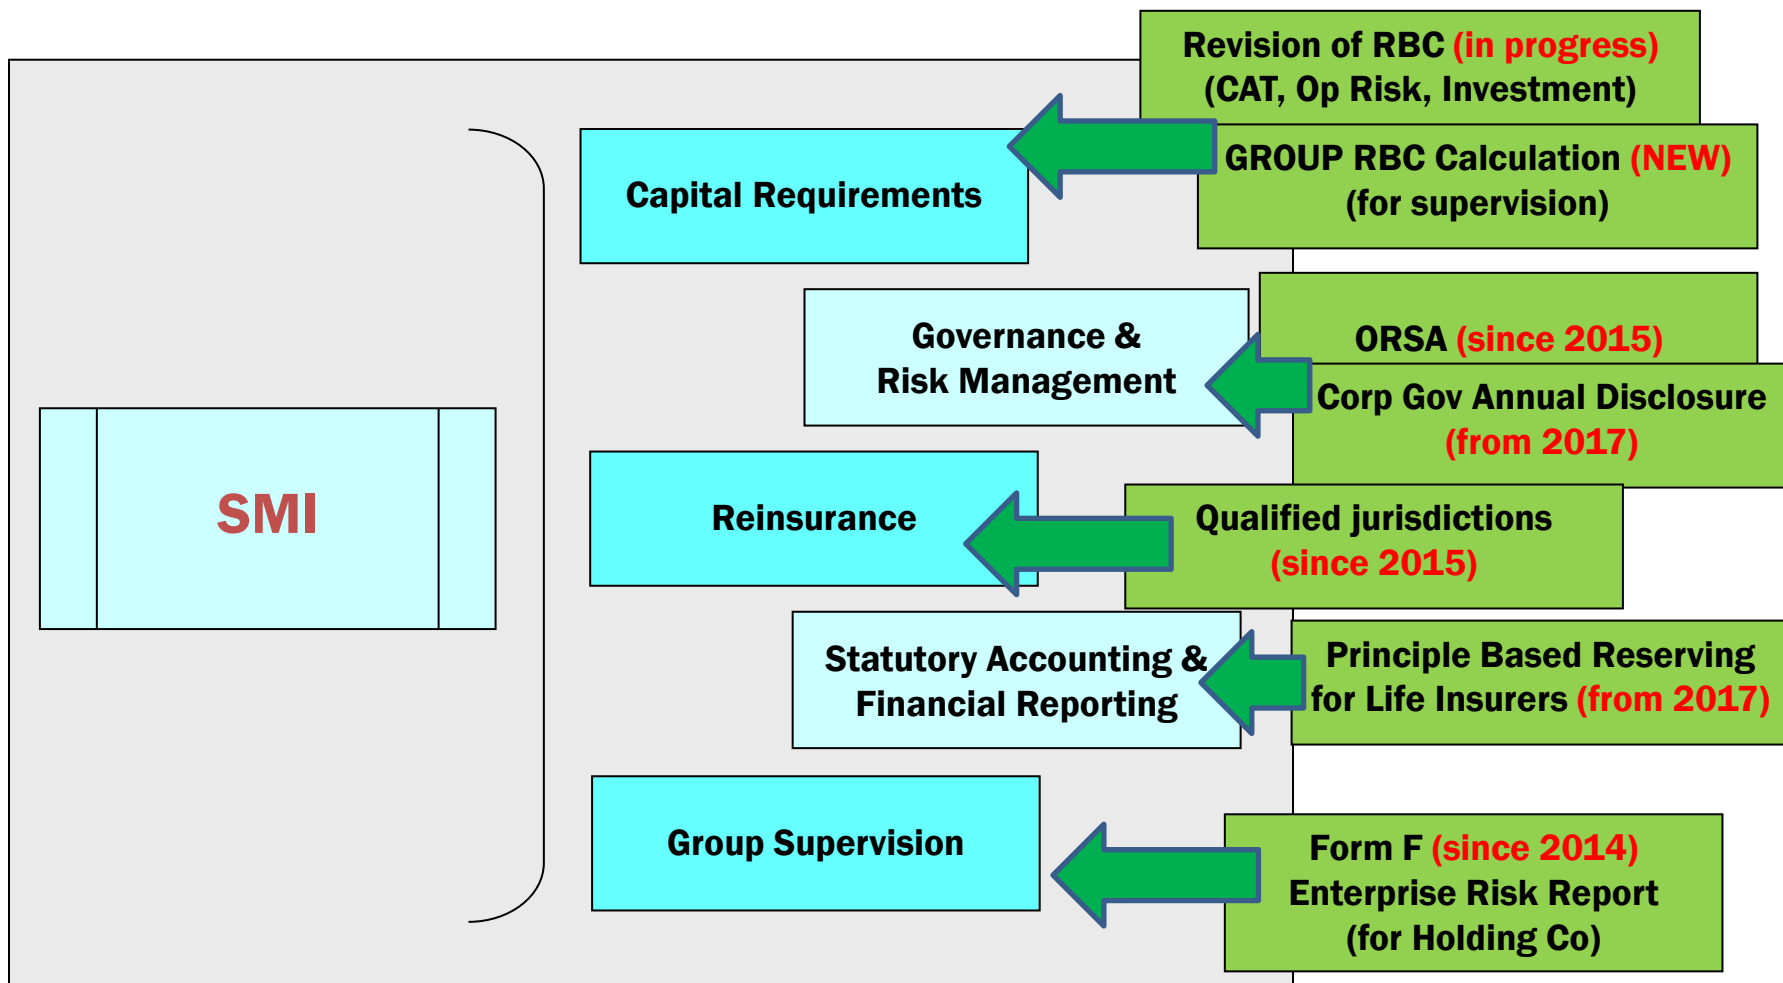 Revision of RBC (in progress)
(CAT, Op Risk, Investment)
GROUP RBC Calculation (NEW)
(for supervision)
Capital Requirements
Governance &
Risk Management
ORSA (since 2015)
Corp Gov Annual Disclosure
(from 2017)
SMI
Reinsurance
Qualified jurisdictions
(since 2015)
Statutory Accounting &
Financial Reporting
Principle Based Reserving
for Life Insurers (from 2017)
Group Supervision
Form F (since 2014)
Enterprise Risk Report
(for Holding Co)